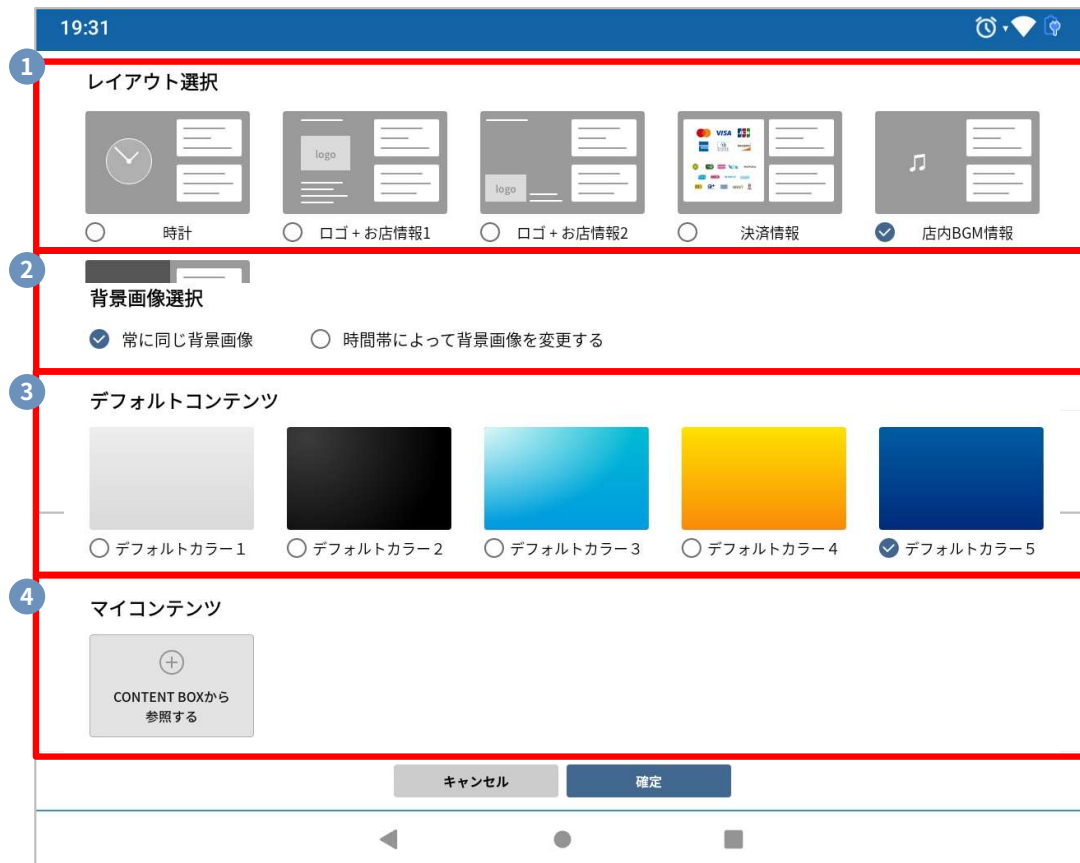 19:31
1
レイアウト選択
logo
logo
VISA
時計
ロゴ + お店情報1
ロゴ + お店情報2
決済情報
店内BGM情報
2
背景画像選択
常に同じ背景画像
時間帯によって背景画像を変更する
3
デフォルトコンテンツ
デフォルトカラー１
デフォルトカラー２
デフォルトカラー３
デフォルトカラー４
デフォルトカラー５
4
マイコンテンツ
CONTENT BOXから
参照する
キャンセル
確定